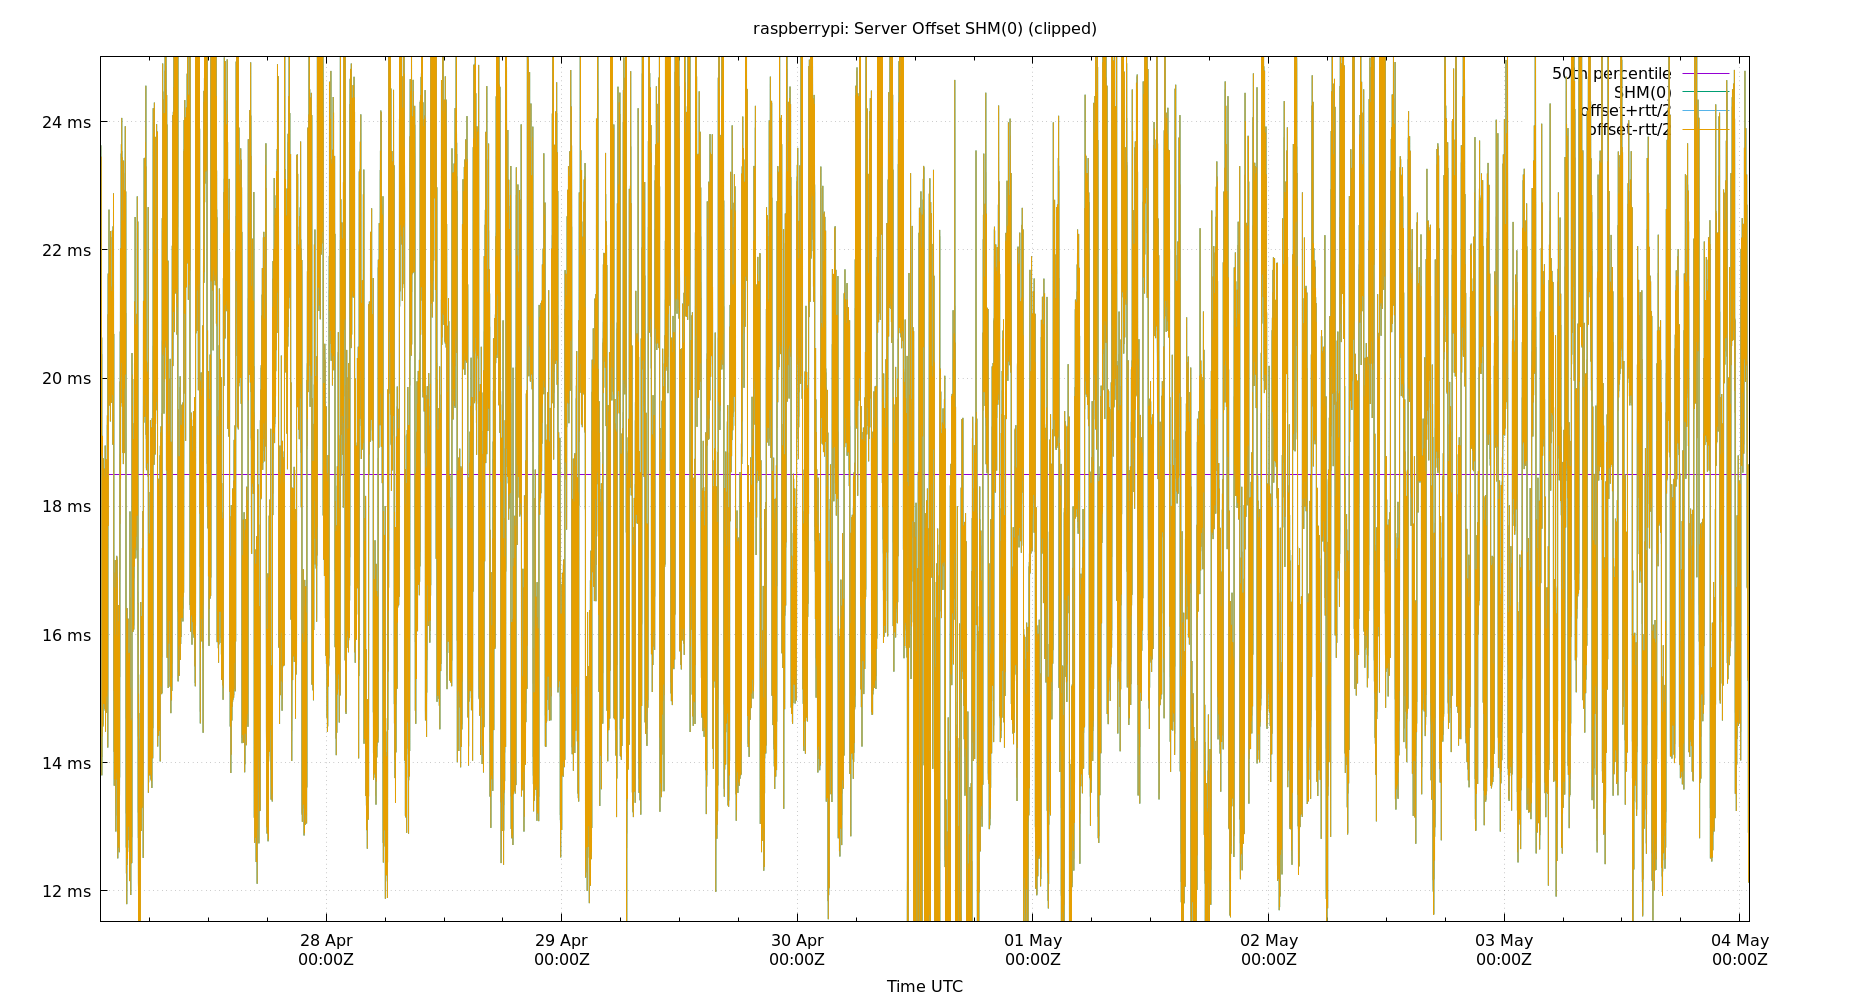 raspberrypi: Server Offset SHM(0) (clipped)
50th percentile
SHM(0)
offset+rtt/2
offset-rtt/2
24 ms
22 ms
20 ms
18 ms
16 ms
14 ms
12 ms
28 Apr 29 Apr 30 Apr 01 May 02 May 03 May 04 May
00:00Z 00:00Z 00:00Z 00:00Z 00:00Z 00:00Z 00:00Z
Time UTC